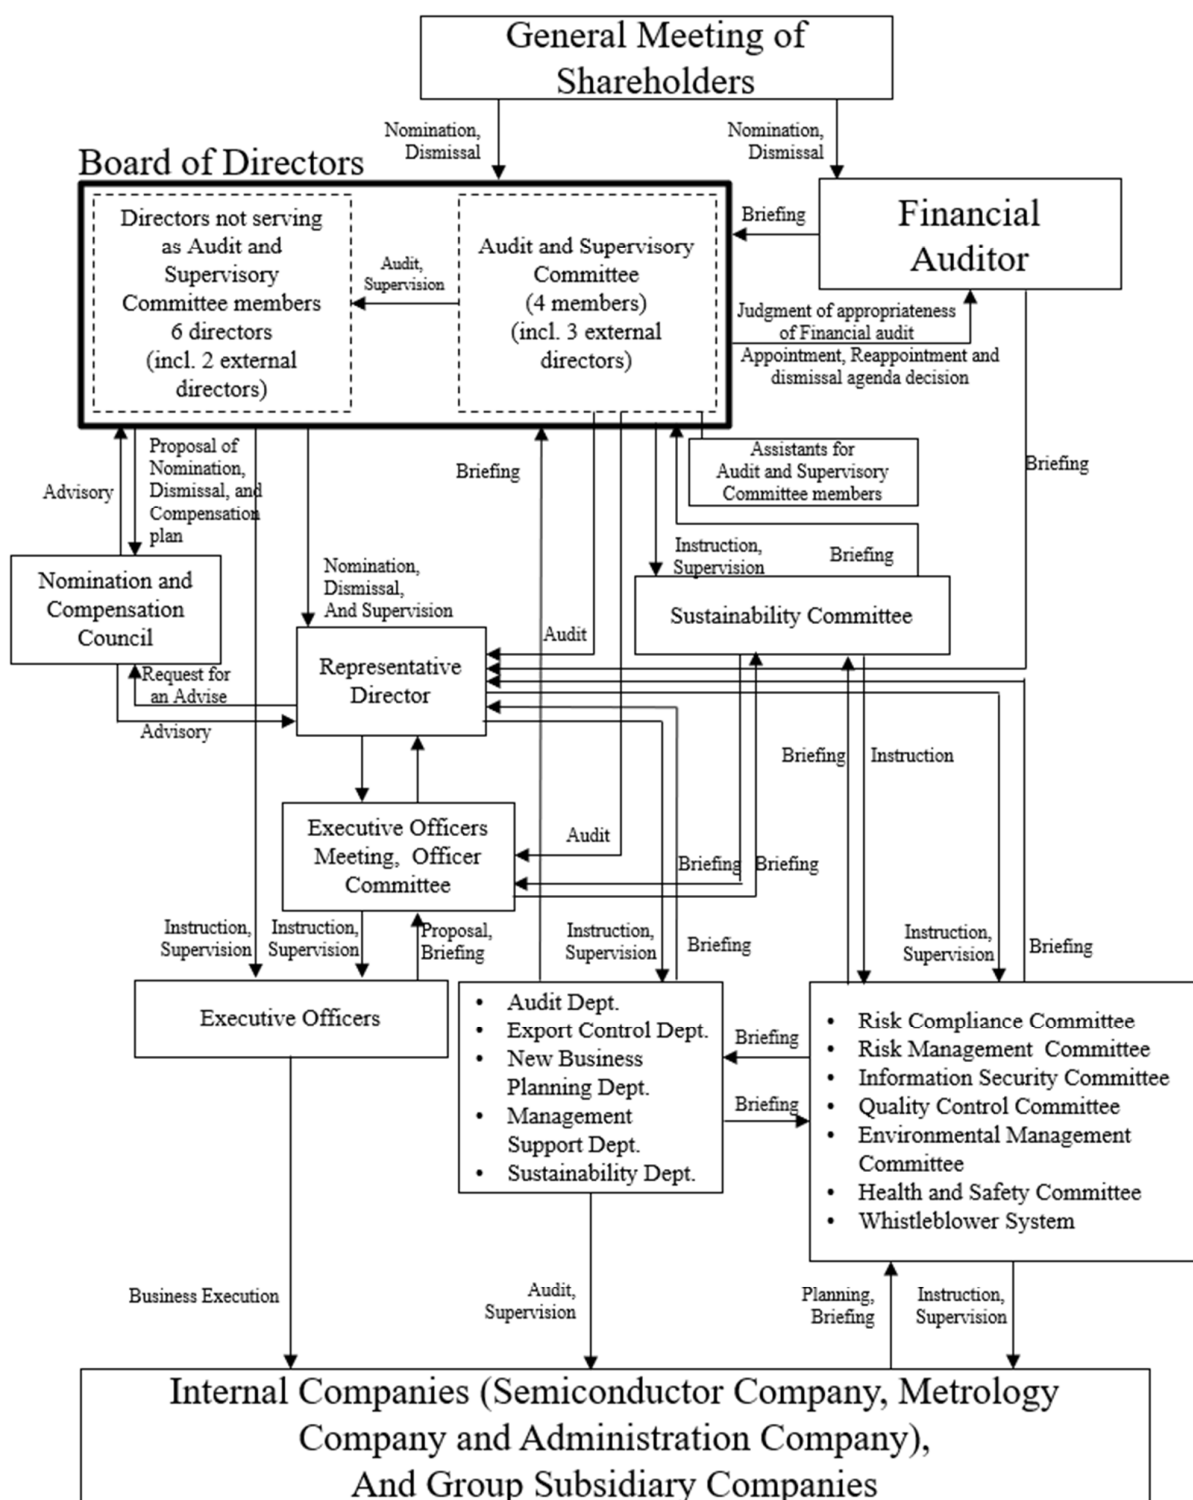 General Meeting of
Shareholders
Nomination,
Dismissal
Nomination,
Dismissal
Board of Directors
Directors not serving
as Audit and
Supervisory
Committee members
6 directors
(incl. 2 external
directors)
Audit,
Supervision
Audit and Supervisory
Committee
(4 members)
(incl. 3 external
directors)
Briefing
Financial
Auditor
Judgment of appropriateness
of Financial audit
Appointment, Reappointment and
dismissal agenda decision
Advisory
Proposal of
Nomination,
Dismissal, and
Compensation
plan
Briefing
Assistants for
Audit and Supervisory
Committee members
Briefing
Nomination and
Compensation
Council
Nomination,
Dismissal,
And Supervision
Instruction,
Supervision
Briefing
Sustainability Committee
Audit
Representative
Director
Request for
an Advise
Advisory
Briefing
Instruction
Executive Officers
Meeting, Officer
Committee
Audit
Briefing
Briefing
Instruction,
Supervision
Instruction,
Supervision
Proposal,
Briefing
Instruction,
Supervision
Briefing
Instruction,
Supervision
Briefing
Executive Officers
• Audit Dept.
• Export Control Dept.
• New Business
Planning Dept.
• Management
Support Dept.
• Sustainability Dept.
Briefing
Briefing
• Risk Compliance Committee
• Risk Management Committee
• Information Security Committee
• Quality Control Committee
• Environmental Management
Committee
• Health and Safety Committee
• Whistleblower System
Business Execution
Audit,
Supervision
Planning,
Briefing
Instruction,
Supervision
Internal Companies (Semiconductor Company, Metrology
Company and Administration Company),
And Group Subsidiary Companies